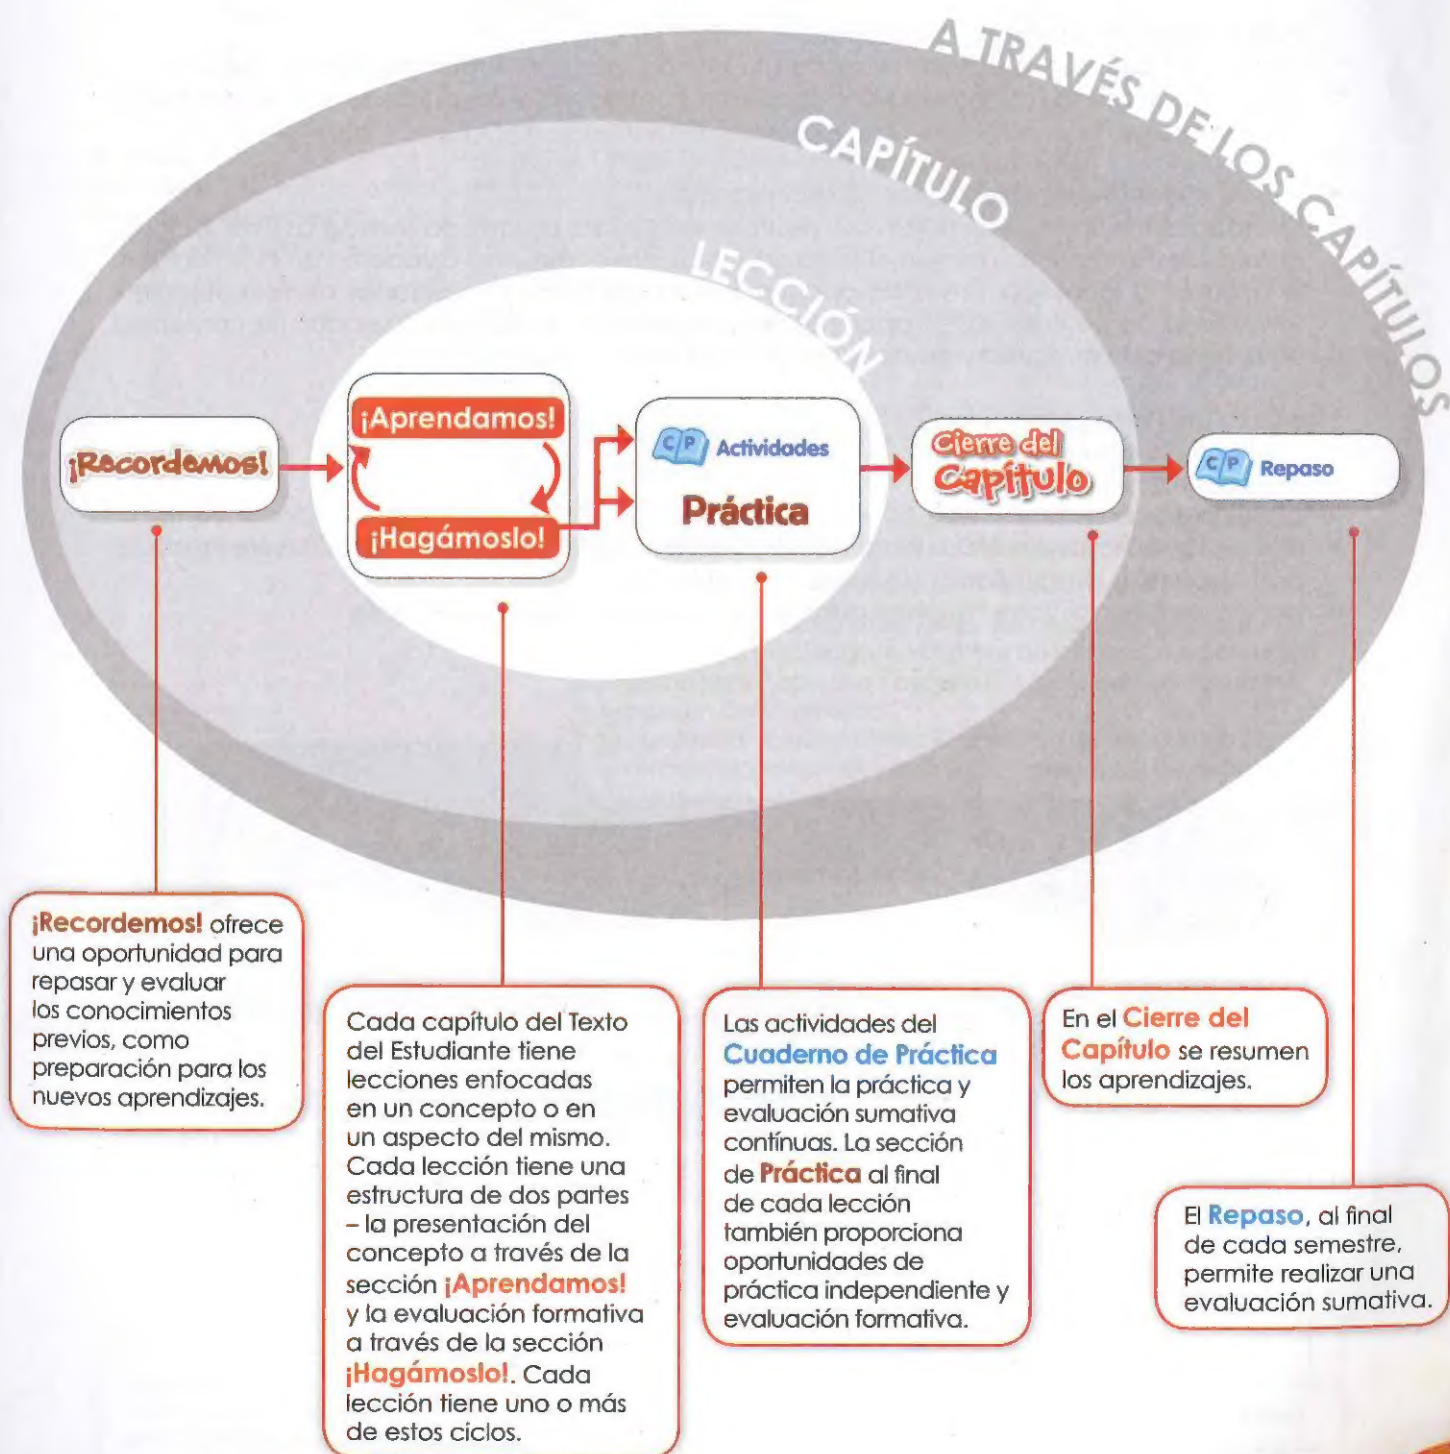 A TRAVÉS DE LOS CAPÍTULOS
CAPÍTULO
LECCIÓN
¡Recordemos!
¡Aprendamos!
¡Hagámoslo!
C P Actividades
Práctica
Cierre del
Capítulo
C P Repaso
¡Recordemos! ofrece
una oportunidad para
repasar y evaluar
los conocimientos
previos, como
preparación para los
nuevos aprendizajes.
Cada capítulo del Texto
del Estudiante tiene
lecciones enfocadas
en un concepto o en
un aspecto del mismo.
Cada lección tiene una
estructura de dos partes
– la presentación del
concepto a través de la
sección ¡Aprendamos!
y la evaluación formativa
a través de la sección
¡Hagámoslo!. Cada
lección tiene uno o más
de estos ciclos.
Las actividades del
Cuaderno de Práctica
permiten la práctica y
evaluación sumativa
contínuas. La sección
de Práctica al final
de cada lección
también proporciona
oportunidades de
práctica independiente y
evaluación formativa.
En el Cierre del
Capítulo se resumen
los aprendizajes.
El Repaso, al final
de cada semestre,
permite realizar una
evaluación sumativa.